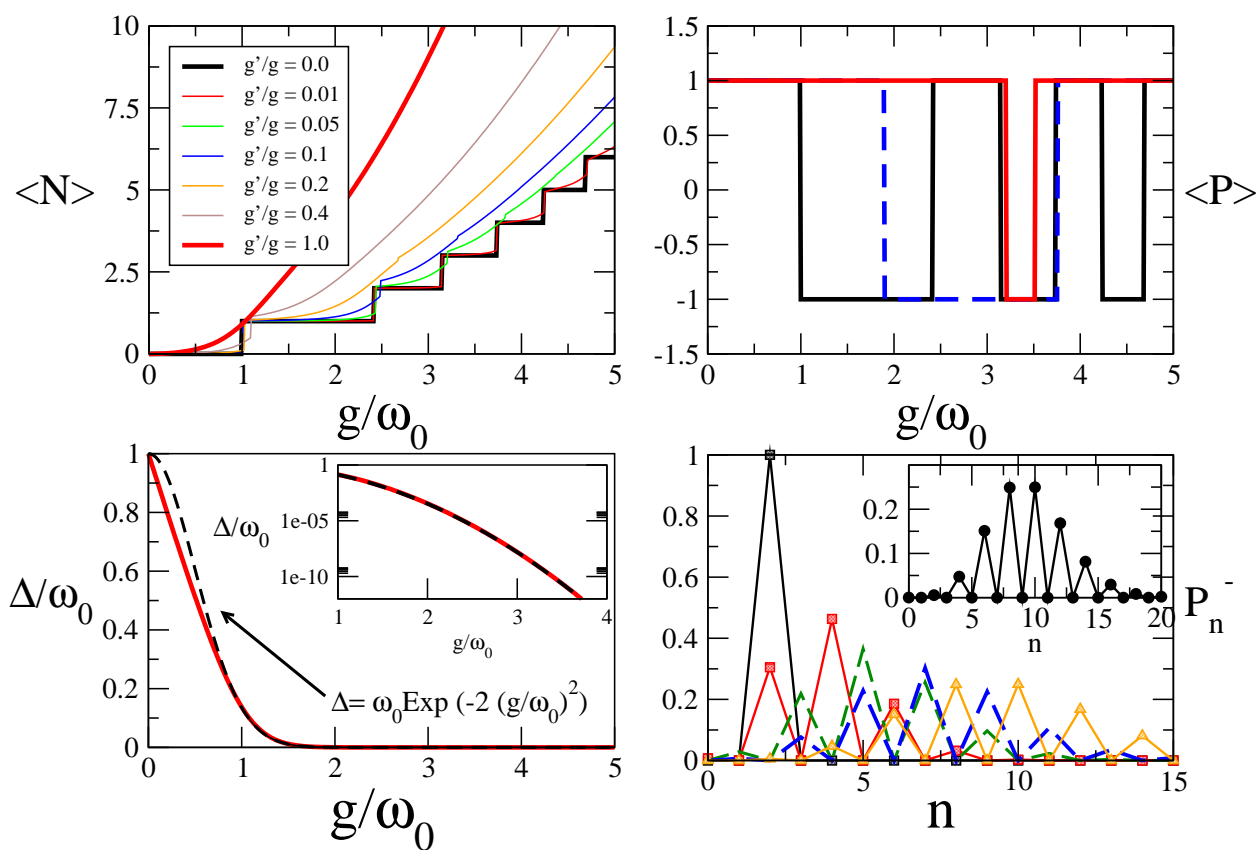 10
7.5
<N>
5
2.5
0
g'/g = 0.0
g'/g = 0.01
g'/g = 0.05
g'/g = 0.1
g'/g = 0.2
g'/g = 0.4
g'/g = 1.0
0 1 2 3 4 5
g/ω0
1.5
1
0.5
0
-0.5
-1
-1.5
<P>
0 1 2 3 4 5
g/ω0
1
0.8
0.6
0.4
0.2
0
Δ/ω0
1
1e-05
1e-10
Δ/ω0
1 2 3 4
g/ω0
Δ= ω0Exp (-2 (g/ω0)2)
0 1 2 3 4 5
g/ω0
1
0.8
0.6
0.4
0.2
0
0.2
0.1
0
0 5 10 15 20
n
Pn-
0 5 10 15
n